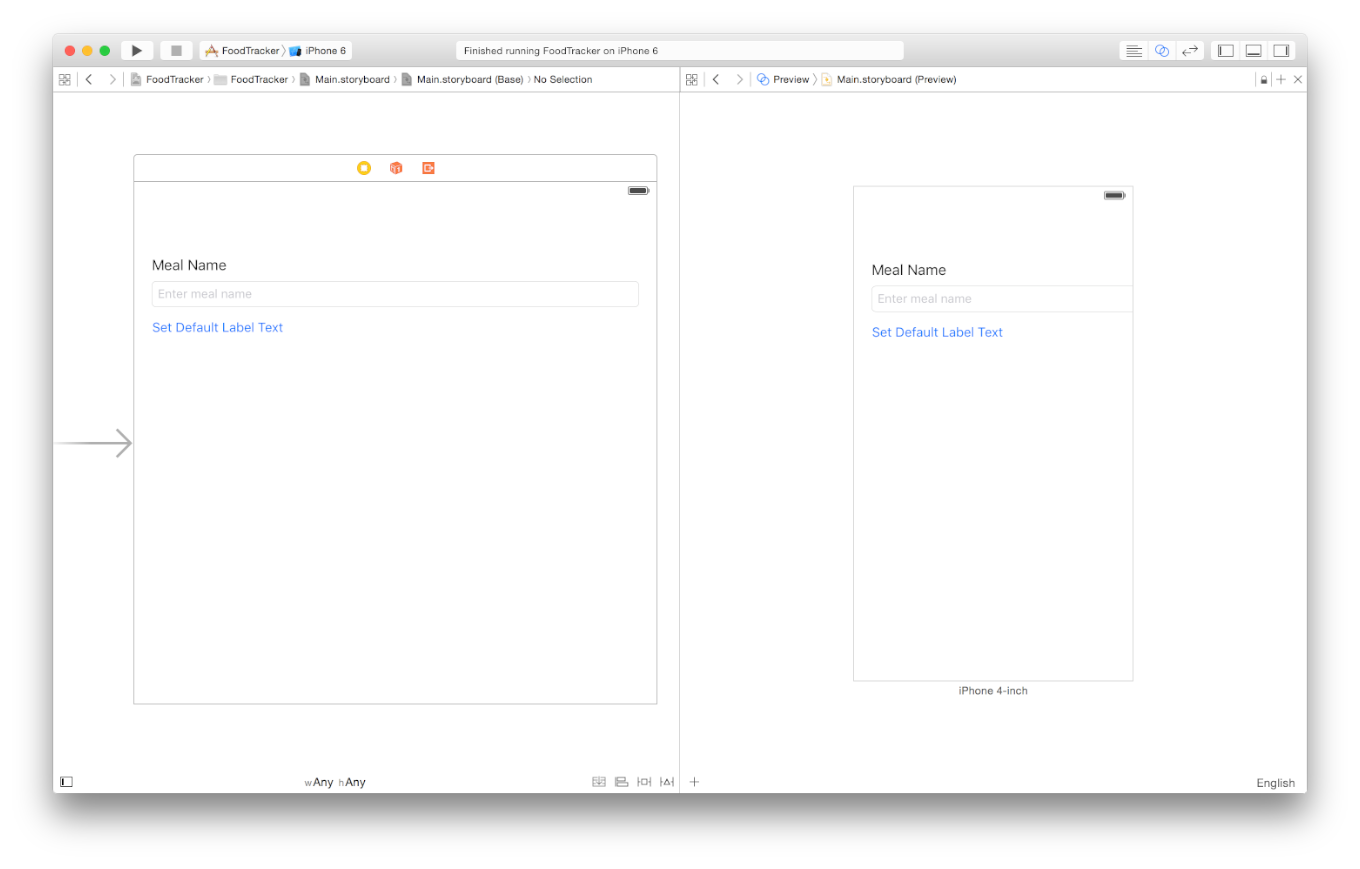 FoodTracker iPhone 6
Finished running FoodTracker on iPhone 6
FoodTracker FoodTracker Main.storyboard Main.storyboard (Base) No Selection
Preview Main.storyboard (Preview)
Meal Name
Enter meal name
Set Default Label Text
Meal Name
Enter meal name
Set Default Label Text
iPhone 4-inch
wAny hAny
English